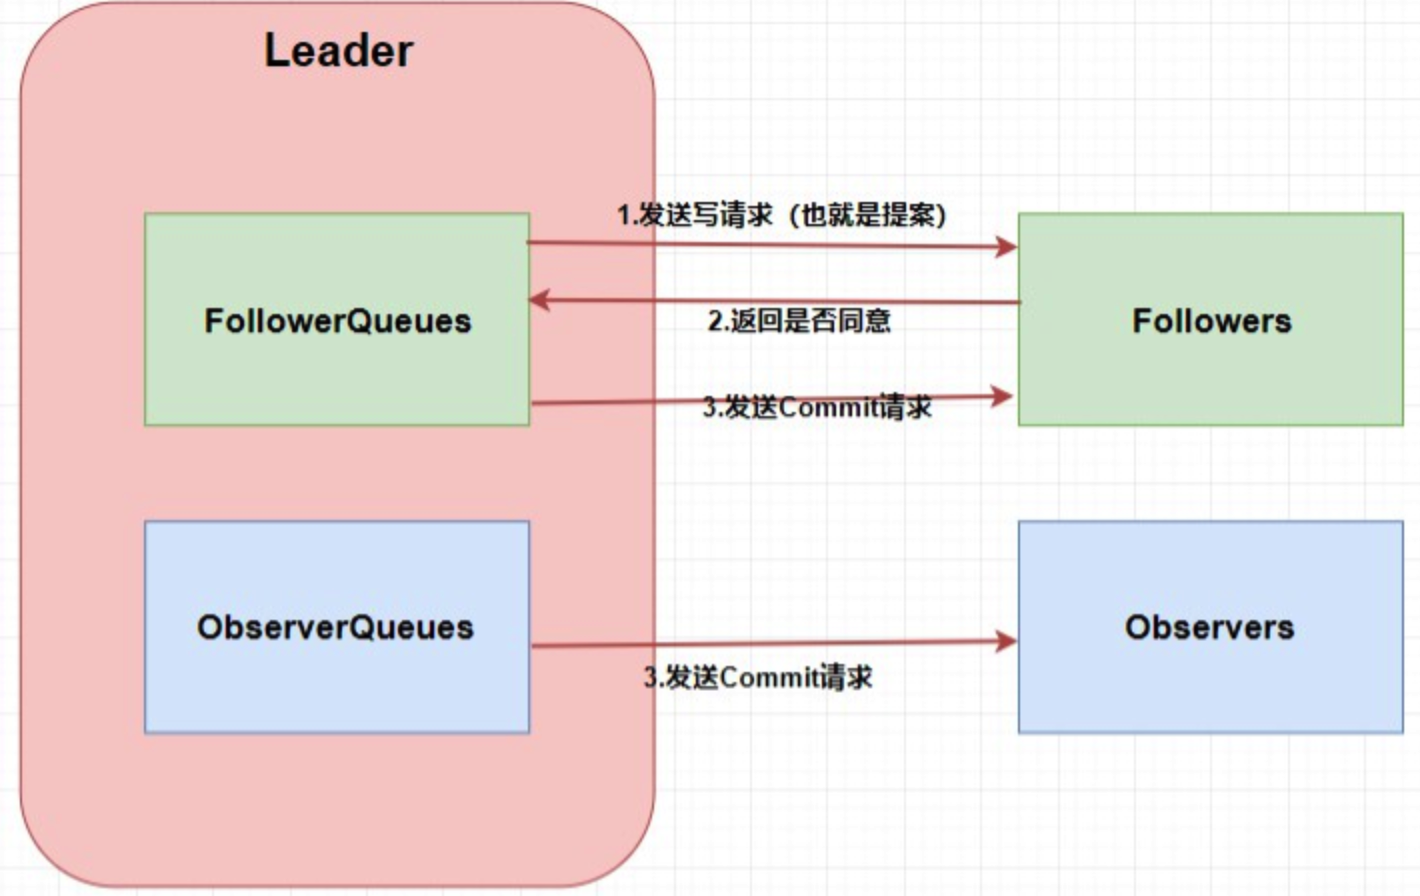 Leader
1.发送写请求（也就是提案）
FollowerQueues
2.返回是否同意
Followers
3.发送Commit请求
ObserverQueues
Observers
3.发送Commit请求